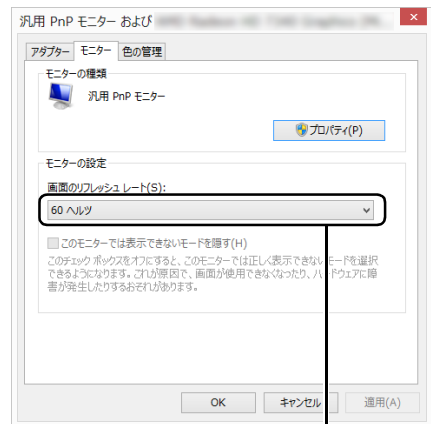 汎用 PnP モニター および
アダプター モニター 色の管理
モニターの種類
汎用 PnP モニター
プロパティ(P)
モニターの設定
画面のリフレッシュ レート(S):
60 ヘルツ
このモニターでは表示できないモードを隠す(H)
このチェック ボックスをオフにすると、このモニターでは正しく表示できないモードを選択
できるようになります。これが原因で、画面が使用できなくなったり、ハードウェアに障
害が発生したりするおそれがあります。
OK キャンセル 適用(A)